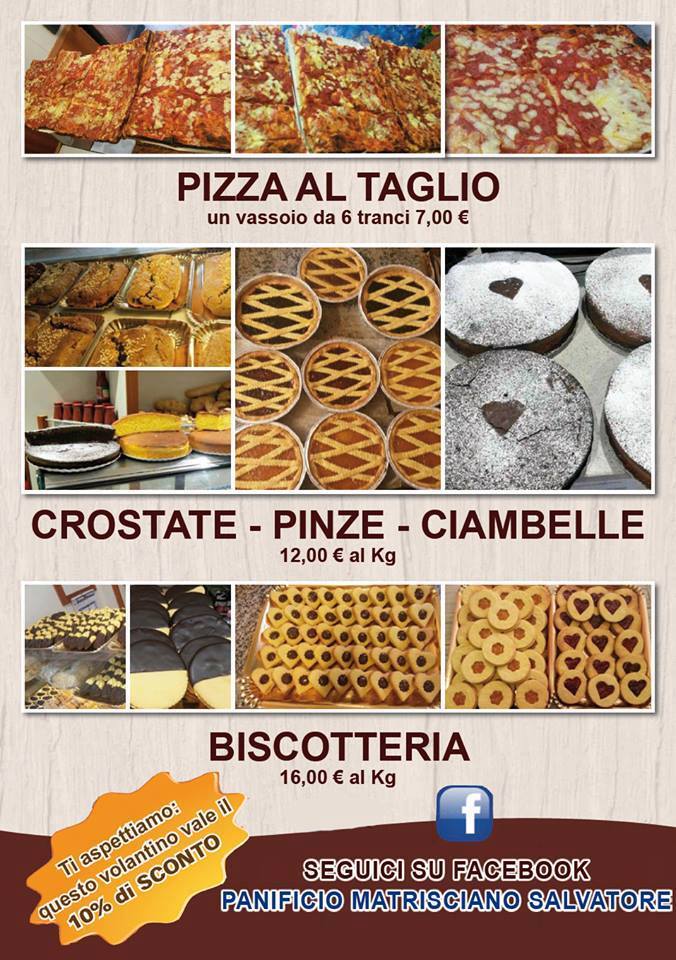 PIZZA AL TAGLIO
un vassoio da 6 tranci 7,00 €
CROSTATE - PINZE - CIAMBELLE
12,00 € al Kg
BISCOTTERIA
16,00 € al Kg
Ti aspettiamo:
questo volantino vale il
10% di SCONTO
f
SEGUICI SU FACEBOOK
PANIFICIO MATRISCIANO SALVATORE